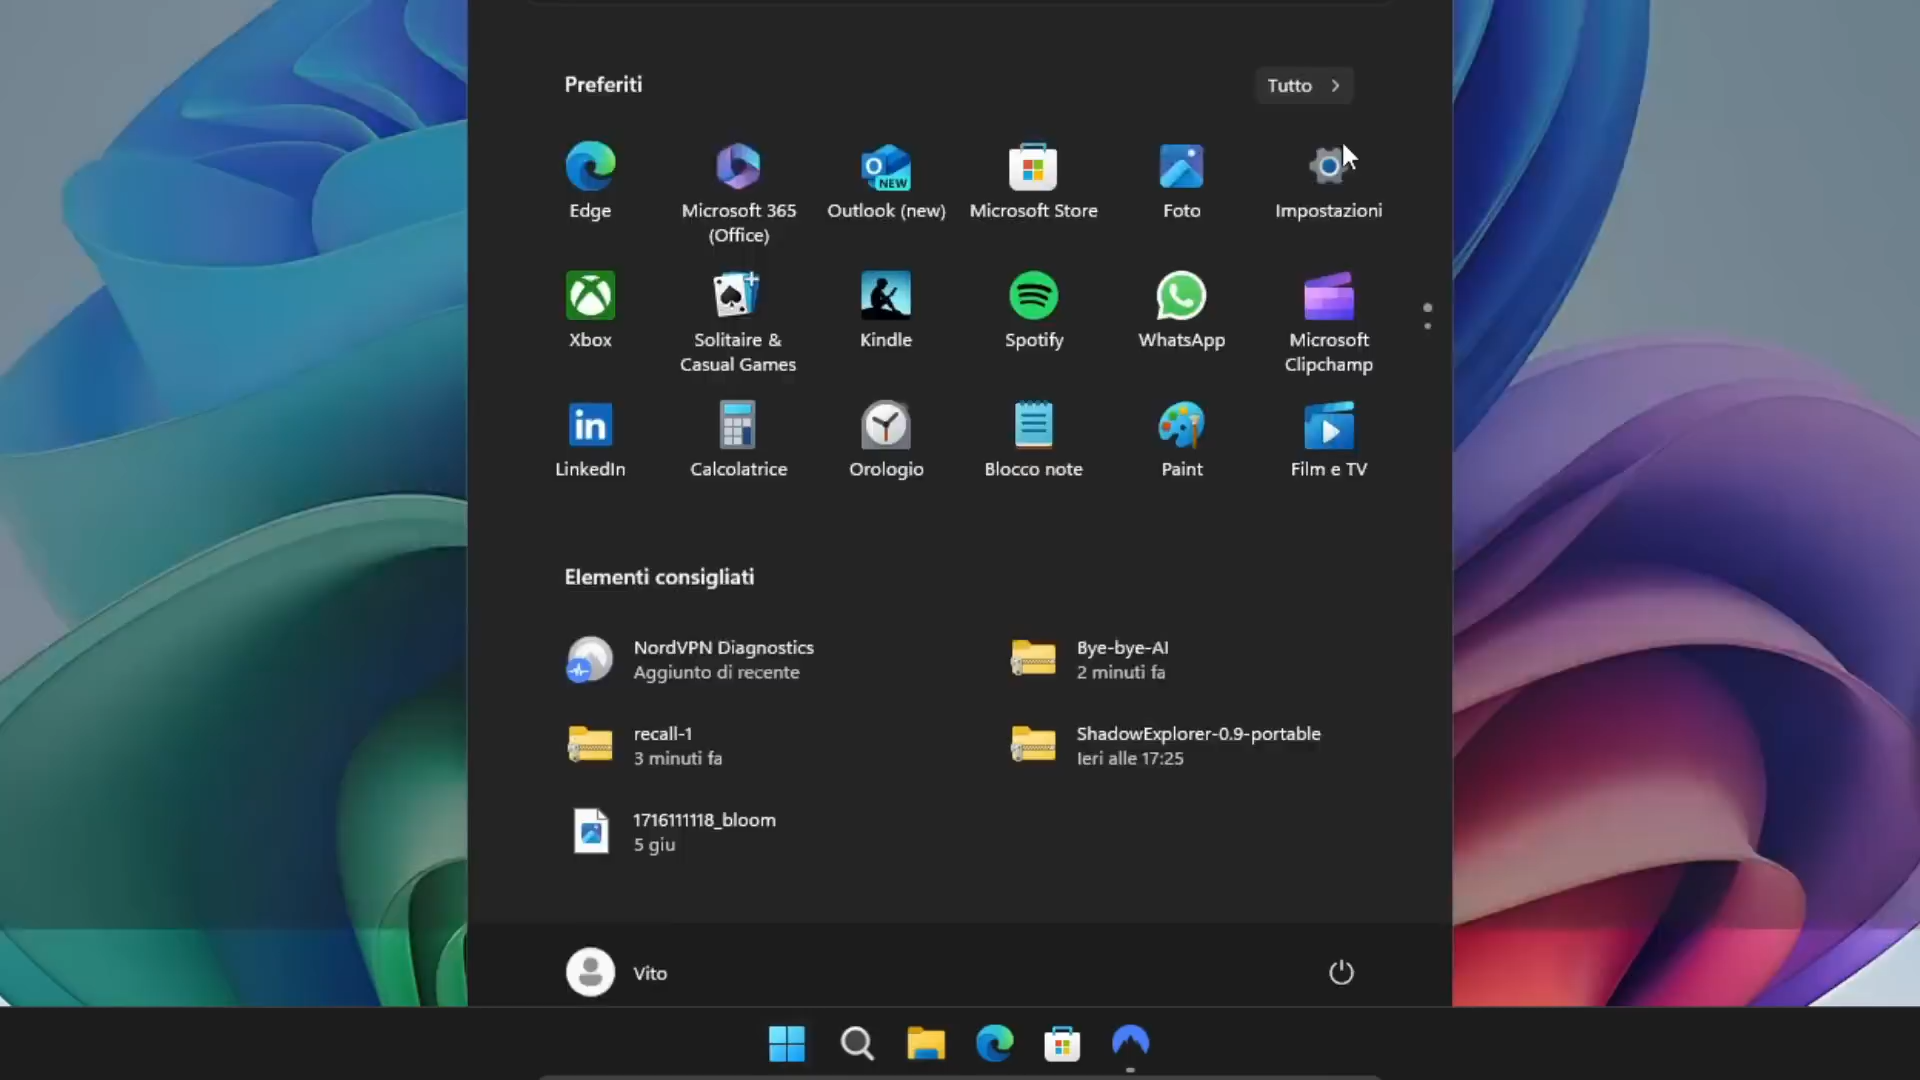 Preferiti
Tutto
Edge
Microsoft 365
(Office)
Outlook (new)
NEW
Microsoft Store
Foto
Impostazioni
Xbox
Solitaire &
Casual Games
Kindle
Spotify
WhatsApp
Microsoft
Clipchamp
in
LinkedIn
Calcolatrice
Orologio
Blocco note
Paint
Film e TV
Elementi consigliati
NordVPN Diagnostics
Aggiunto di recente
Bye-bye-AI
2 minuti fa
recall-1
3 minuti fa
ShadowExplorer-0.9-portable
Ieri alle 17:25
1716111118_bloom
5 giu
Vito